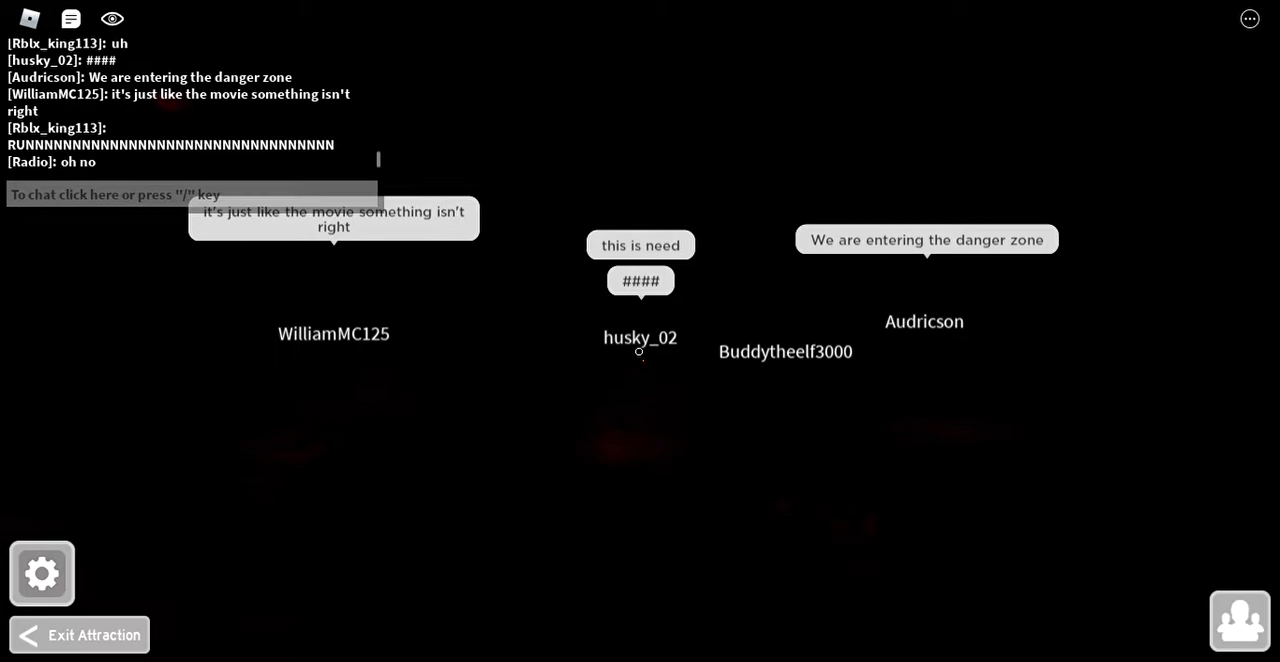 [Rblx_king113]: uh
[husky_02]: ####
[Audricson]: We are entering the danger zone
[WilliamMC125]: it's just like the movie something isn't
right
[Rblx_king113]:
RUNNNNNNNNNNNNNNNNNNNNNNNNNNNNNNNN
[Radio]: oh no
To chat click here or press "/" key
it's just like the movie something isn't
right
this is need
####
We are entering the danger zone
WilliamMC125
husky_02
Audricson
Buddytheelf3000
Exit Attraction